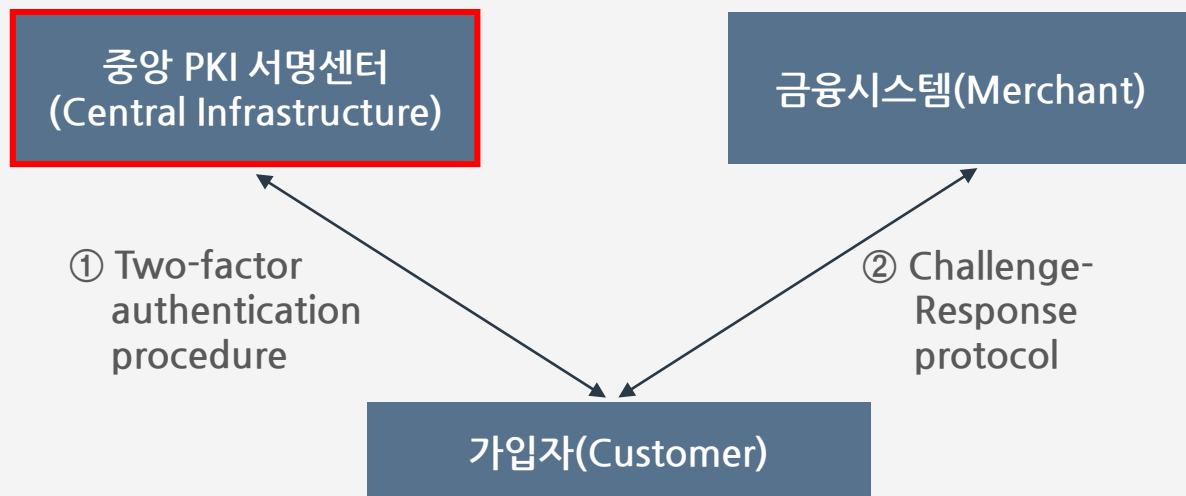 중앙 PKI 서명센터
(Central Infrastructure)
금융시스템(Merchant)
① Two-factor
authentication
procedure
② Challenge-
Response
protocol
가입자(Customer)